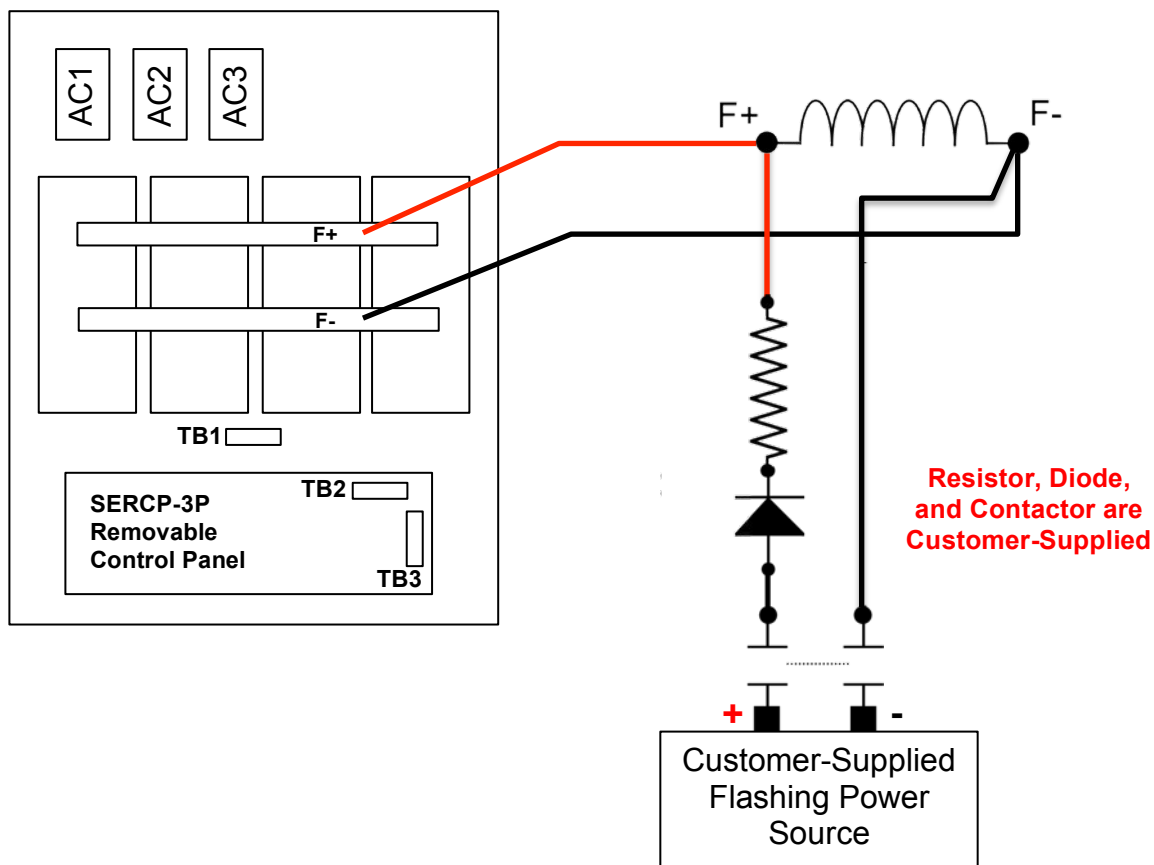 AC1
AC2
AC3
F+
F-
F+
F-
TB1
SERCP-3P
Removable
Control Panel
TB2
TB3
Resistor, Diode,
and Contactor are
Customer-Supplied
+
-
Customer-Supplied
Flashing Power
Source